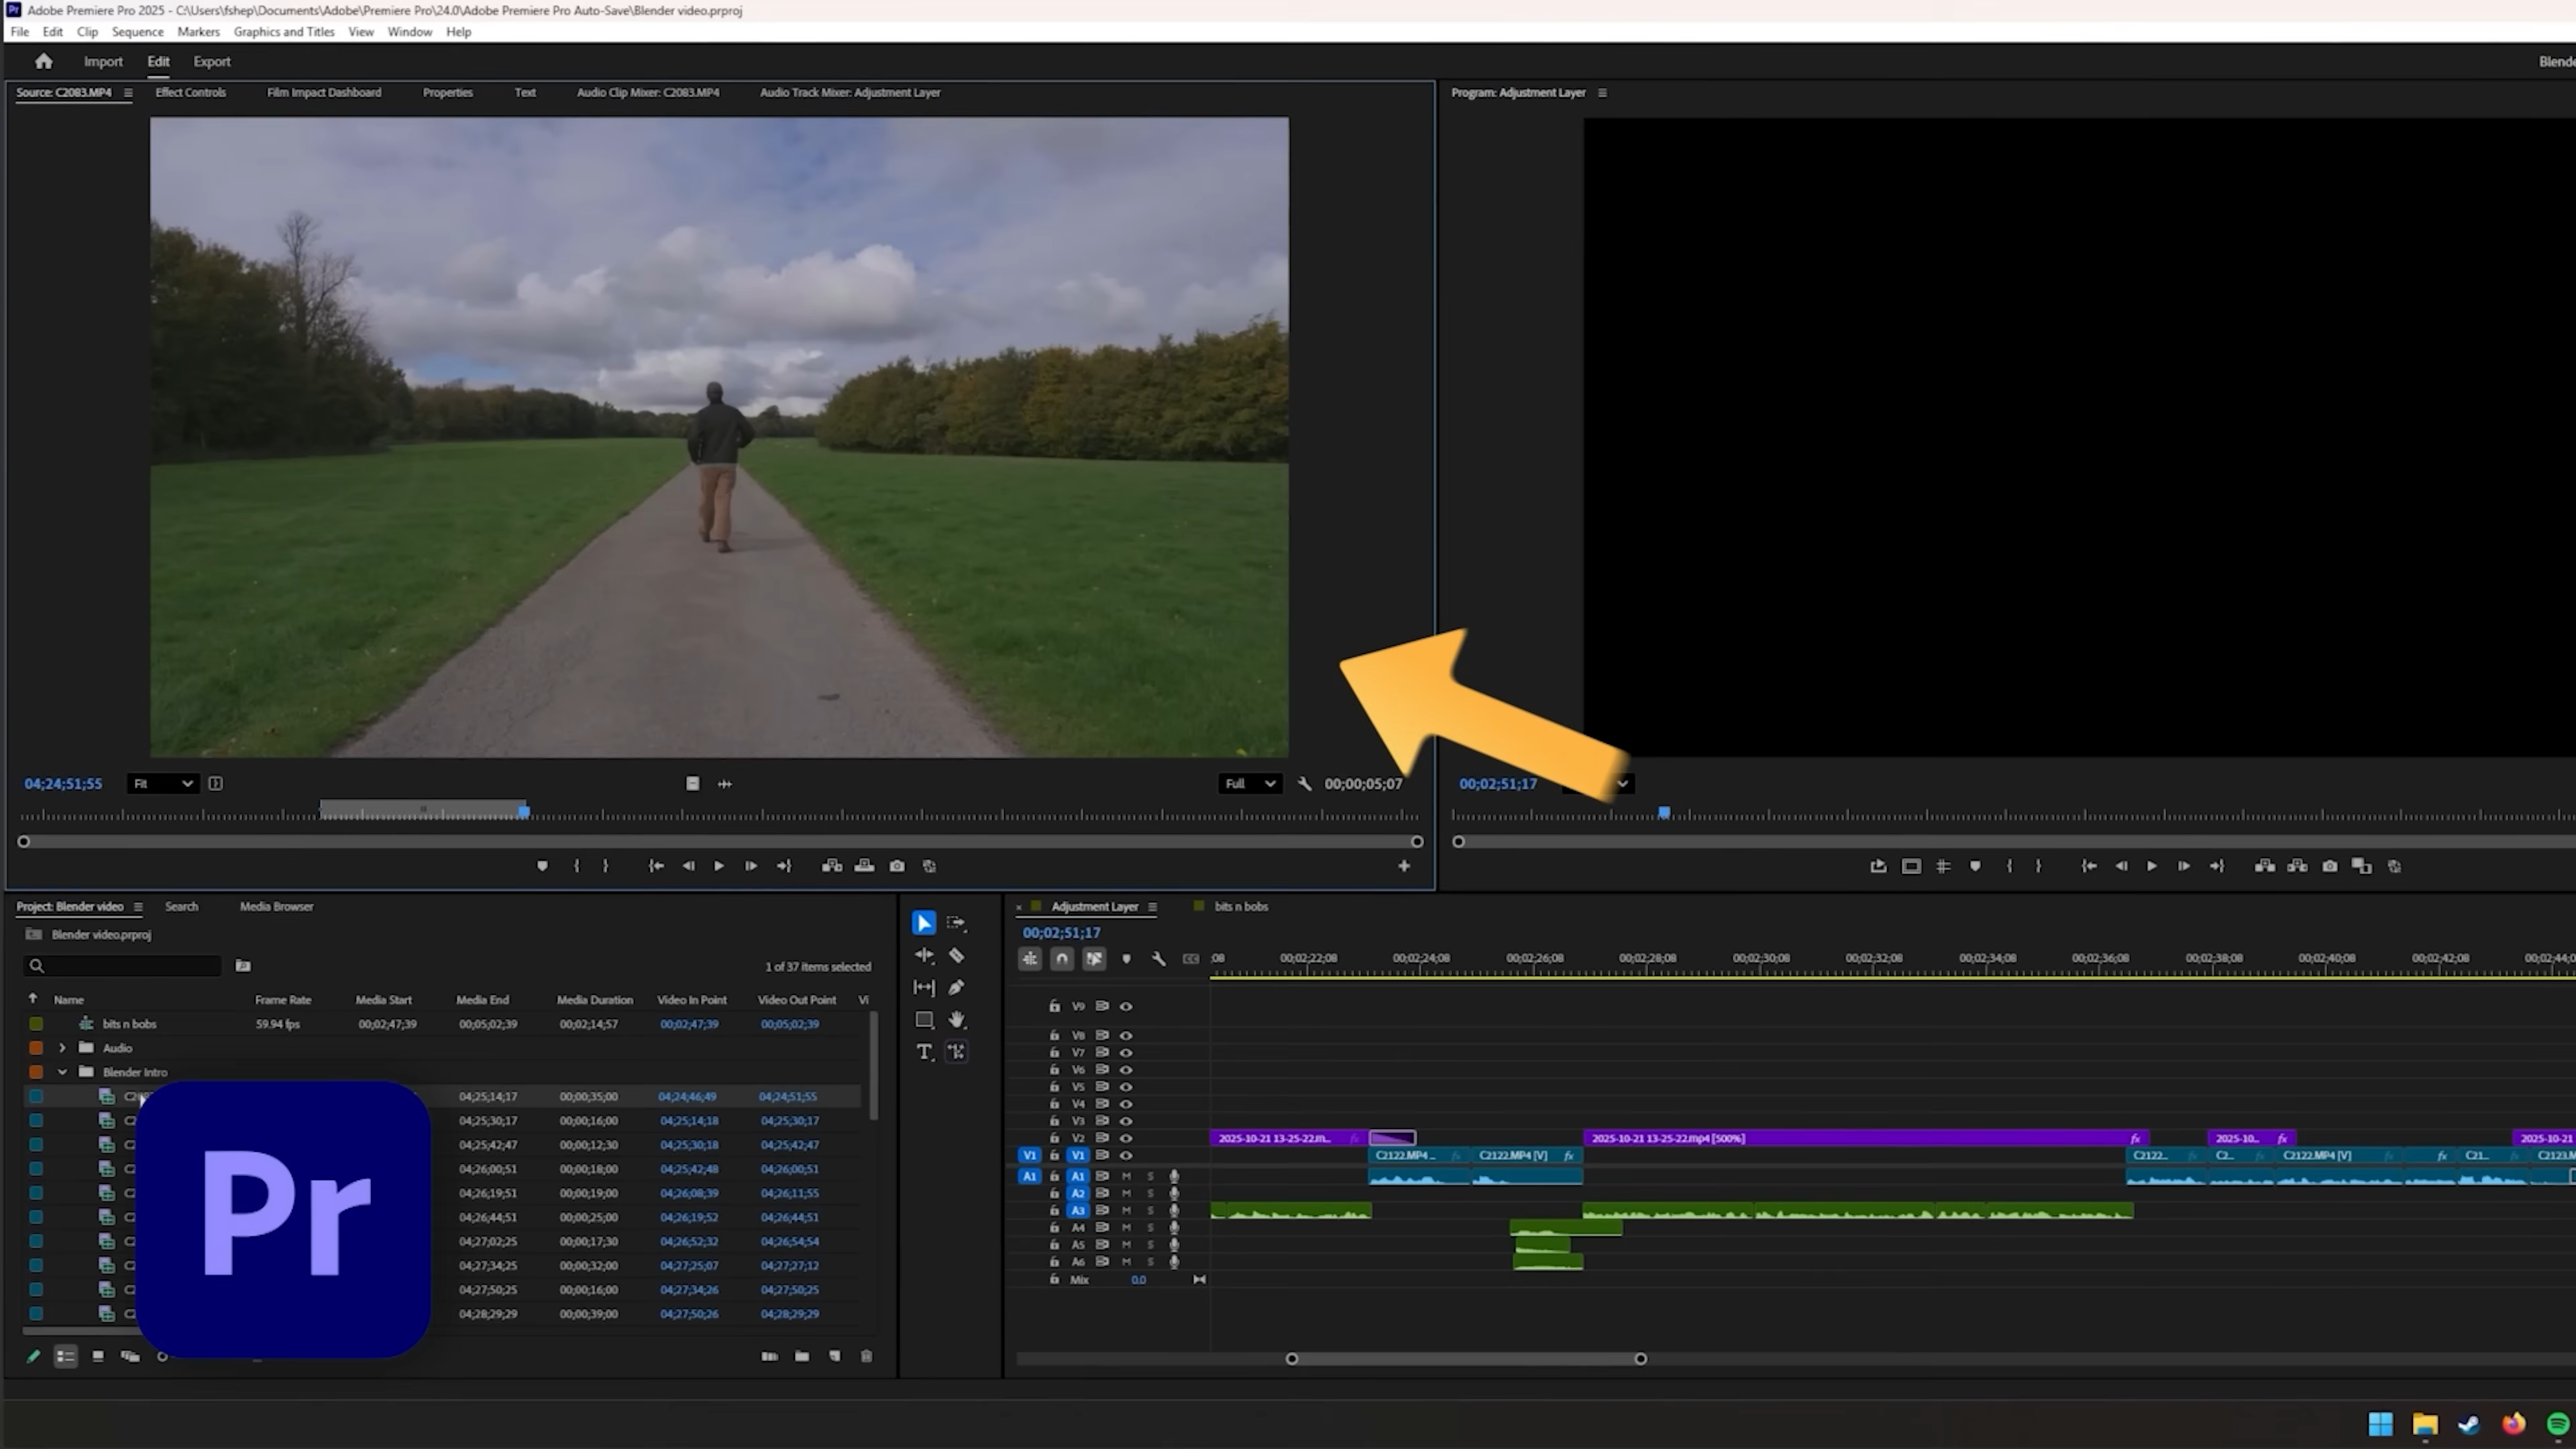 Adobe Premiere Pro 2025 - C:\Users\fshep\Documents\Adobe\Premiere Pro\24.0\Adobe Premiere Pro Auto-Save\Blender video.prproj
File Edit Clip Sequence Markers Graphics and Titles View Window Help
Import Edit Export
Source: C2083.MP4 Effect Controls Film Impact Dashboard Properties Text Audio Clip Mixer: C2083.MP4 Audio Track Mixer: Adjustment Layer
Program: Adjustment Layer
04;24;51;55 Fit Full 00;00;05;07
00;02;51;17
Project: Blender video Search Media Browser
Blender video.prproj
1 of 37 items selected
Name Frame Rate Media Start Media End Media Duration Video In Point Video Out Point Vi
bits n bobs 59.94 fps 00;02;47;39 00;05;02;39 00;02;14;57 00;02;47;39 00;05;02;39
Audio
Blender Intro
04;25;14;17 00;00;35;00 04;24;46;49 04;24;51;55
04;25;30;17 00;00;16;00 04;25;14;18 04;25;30;17
04;25;42;47 00;00;12;30 04;25;30;18 04;25;42;47
04;26;00;51 00;00;18;00 04;25;42;48 04;26;00;51
04;26;19;51 00;00;19;00 04;26;08;39 04;26;11;55
04;26;44;51 00;00;25;00 04;26;19;52 04;26;44;51
04;27;02;25 00;00;17;30 04;26;52;32 04;26;54;54
04;27;34;25 00;00;32;00 04;27;25;07 04;27;27;12
04;27;50;25 00;00;16;00 04;27;34;26 04;27;50;25
04;28;29;29 00;00;39;00 04;27;50;26 04;28;29;29
Pr
Adjustment Layer bits n bobs
00;02;51;17
;08 00;02;22;08 00;02;24;08 00;02;26;08 00;02;28;08 00;02;30;08 00;02;32;08 00;02;34;08 00;02;36;08 00;02;38;08 00;02;40;08 00;02;42;08 00;02;44;0
V9
V8
V7
V6
V5
V4
V3
V2 2025-10-21 13-25-22.m... fx 2025-10-21 13-25-22.mp4 [500%] fx 2025-10... fx 2025-10-21
V1 V1 C2122.MP4 ... fx C2122.MP4 [V] fx C2122... fx C2... fx C2122.MP4 [V] fx fx C21... fx C2123.M
A1 A1 M S
A2 M S
A3 M S
A4 M S
A5 M S
A6 M S
Mix 0.0